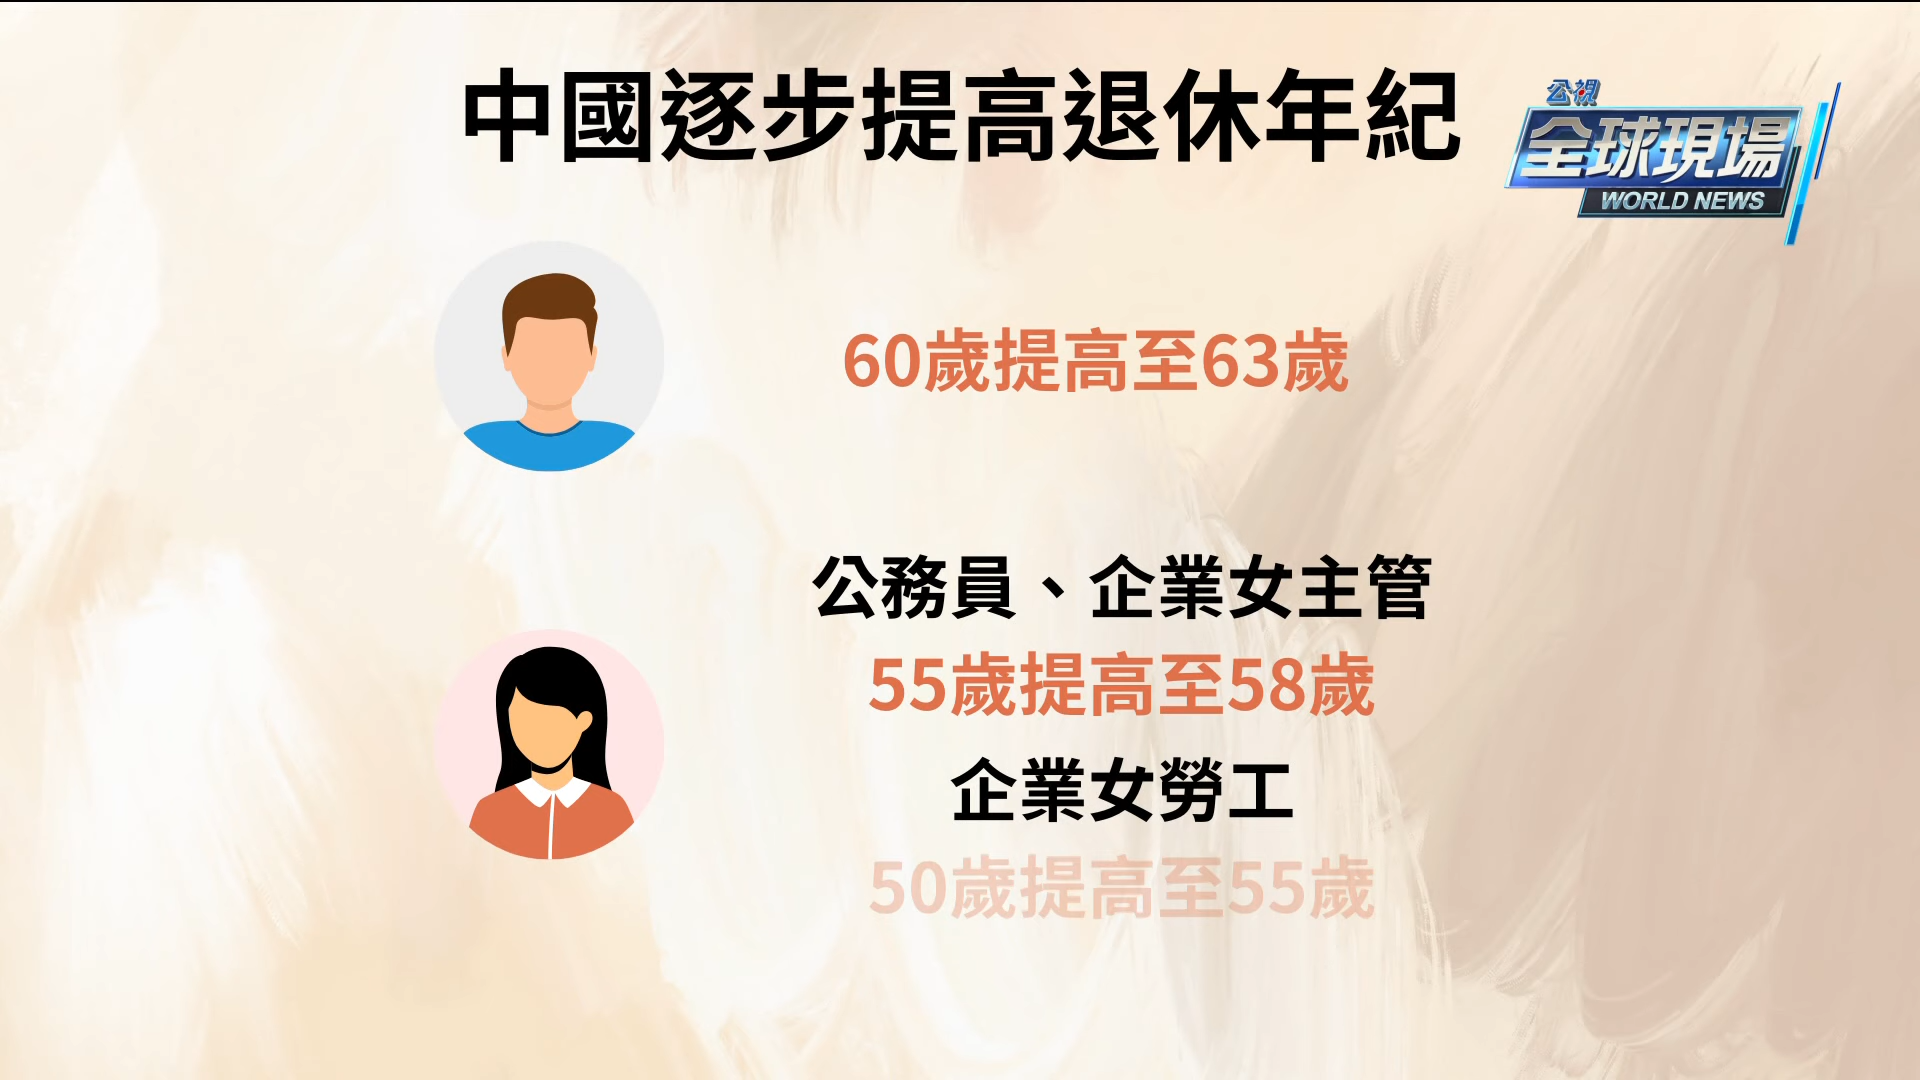 中國逐步提高退休年紀
公視
全球現場
WORLD NEWS
60歲提高至63歲
公務員、企業女主管
55歲提高至58歲
企業女勞工
50歲提高至55歲